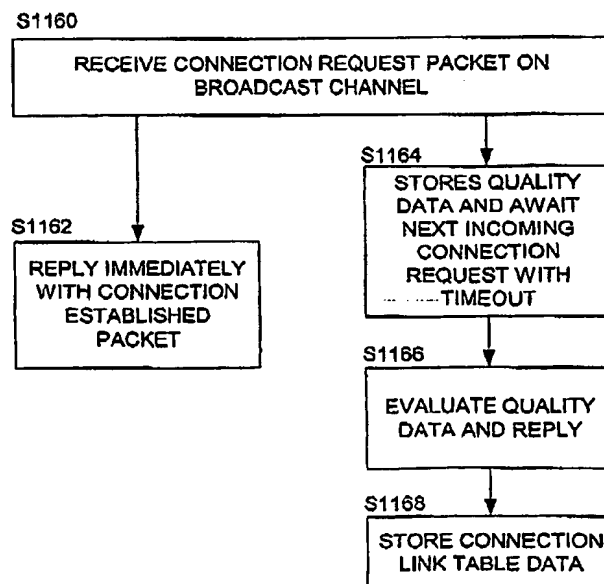 S1160
RECEIVE CONNECTION REQUEST PACKET ON
BROADCAST CHANNEL
S1164
STORES QUALITY
DATA AND AWAIT
NEXT INCOMING
CONNECTION
REQUEST WITH
TIMEOUT
S1162
REPLY IMMEDIATELY
WITH CONNECTION
ESTABLISHED
PACKET
S1166
EVALUATE QUALITY
DATA AND REPLY
S1168
STORE CONNECTION
LINK TABLE DATA